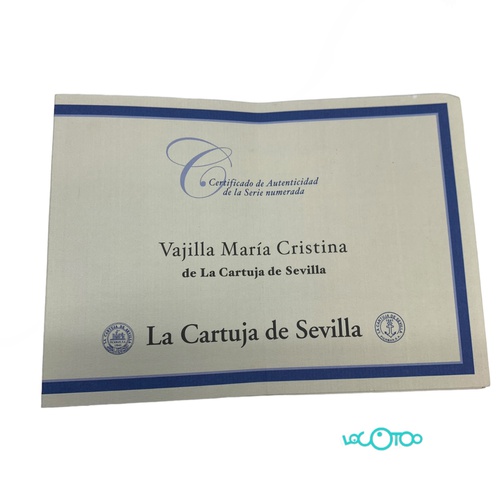 Certificado de Autenticidad
de la Serie numerada
Vajilla María Cristina
de La Cartuja de Sevilla
La Cartuja de Sevilla
LOCOTOO